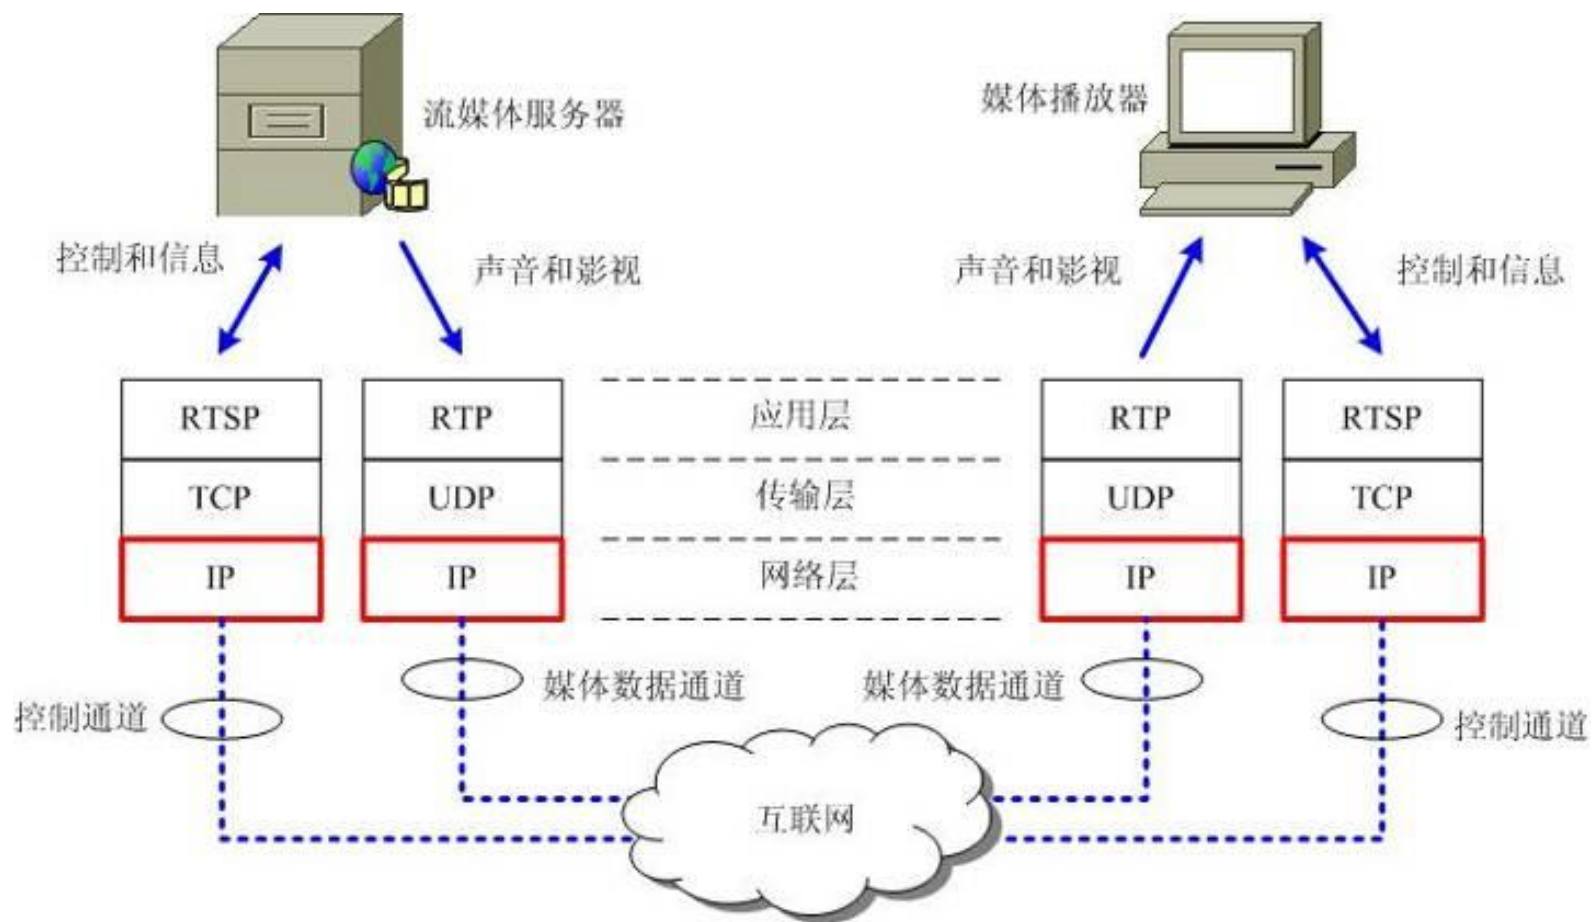 流媒体服务器
媒体播放器
控制和信息
声音和影视
声音和影视
控制和信息
RTSP
RTP
应用层
RTP
RTSP
TCP
UDP
传输层
UDP
TCP
IP
IP
网络层
IP
IP
控制通道
媒体数据通道
媒体数据通道
控制通道
互联网